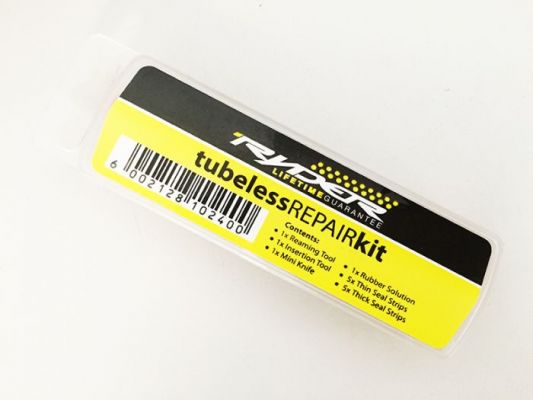 RYDER
LIFETIMEGUARANTEE
tubelessREPAIRkit
6 002128 102400
Contents:
1x Reaming Tool
1x Insertion Tool
1x Mini Knife
1x Rubber Solution
5x Thin Seal Strips
5x Thick Seal Strips